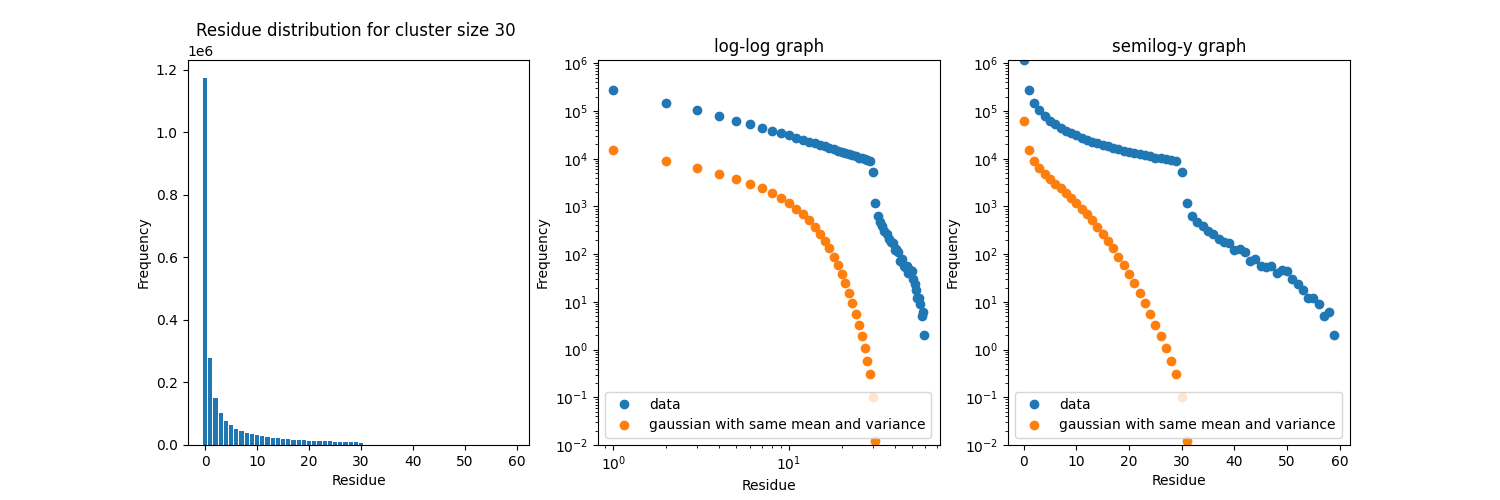 Residue distribution for cluster size 30
1e6
1.2
1.0
0.8
0.6
0.4
0.2
0.0
Frequency
0 10 20 30 40 50 60
Residue
log-log graph
10⁶
10⁵
10⁴
10³
10²
10¹
10⁰
10⁻¹
10⁻²
Frequency
data
gaussian with same mean and variance
10⁰ 10¹
Residue
semilog-y graph
10⁶
10⁵
10⁴
10³
10²
10¹
10⁰
10⁻¹
10⁻²
Frequency
data
gaussian with same mean and variance
0 10 20 30 40 50 60
Residue